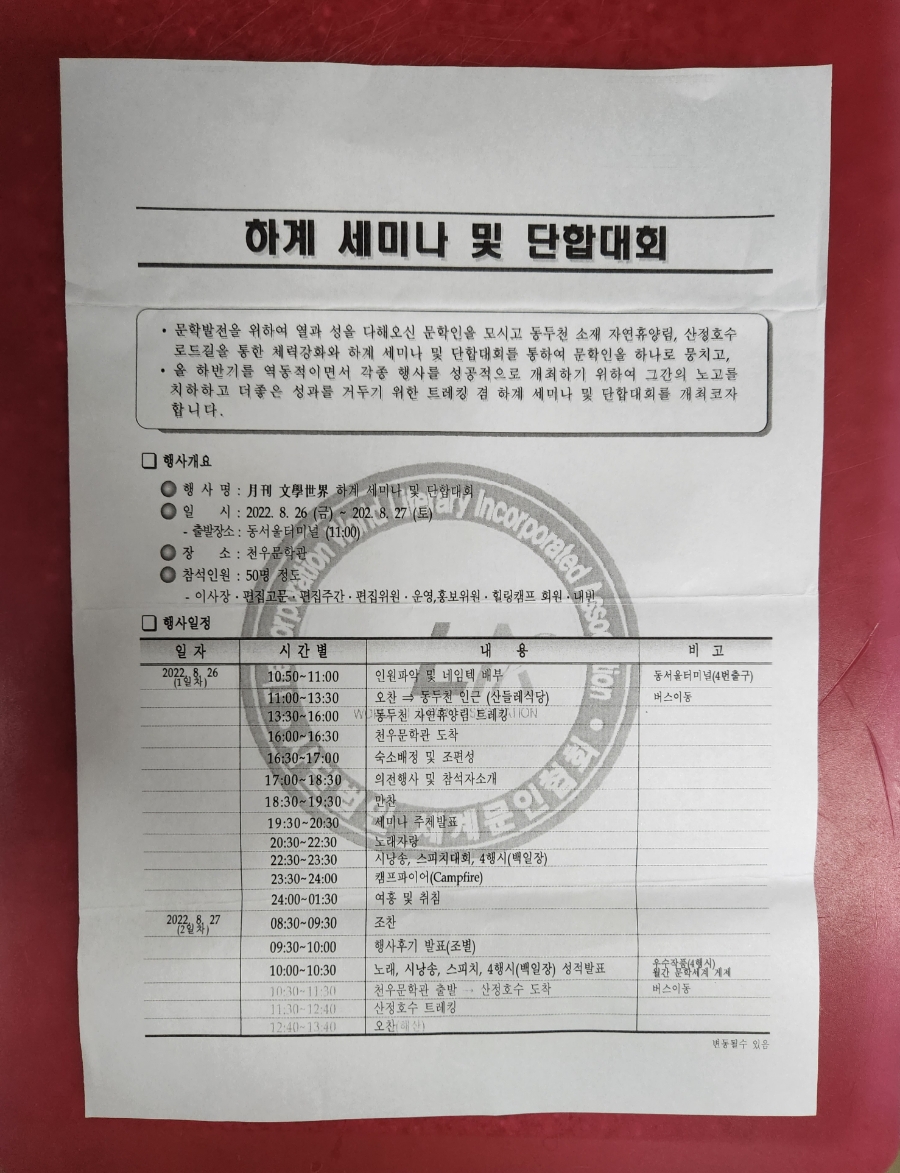 하계 세미나 및 단합대회
• 문학발전을 위하여 열과 성을 다해오신 문학인을 모시고 동두천 소재 자연휴양림, 산정호수
로드길을 통한 체력강화와 하계 세미나 및 단합대회를 통하여 문학인을 하나로 뭉치고,
• 올 하반기를 역동적이면서 각종 행사를 성공적으로 개최하기 위하여 그간의 노고를
치하하고 더좋은 성과를 거두기 위한 트레킹 겸 하계 세미나 및 단합대회를 개최코자
합니다.
❏ 행사개요
행 사 명 : 月刊 文學世界 하계 세미나 및 단합대회
일 시 : 2022. 8. 26 (금) ~ 202. 8. 27 (토)
- 출발장소 : 동서울터미널 (11:00)
장 소 : 천우문학관
참석인원 : 50명 정도
- 이사장·편집고문·편집주간·편집위원·운영,홍보위원·힐링캠프 회원·내빈
❏ 행사일정
일 자 시 간 별 내 용 비 고
2022. 8. 26 (1일차) 10:50~11:00 인원파악 및 네임텍 배부 동서울터미널(4번출구)
11:00~13:30 오찬 ⇒ 동두천 인근 (산들레식당) 버스이동
13:30~16:00 동두천 자연휴양림 트레킹
16:00~16:30 천우문학관 도착
16:30~17:00 숙소배정 및 조편성
17:00~18:30 의전행사 및 참석자소개
18:30~19:30 만찬
19:30~20:30 세미나 주제발표
20:30~22:30 노래자랑
22:30~23:30 시낭송, 스피치대회, 4행시(백일장)
23:30~24:00 캠프파이어(Campfire)
24:00~01:30 여흥 및 취침
2022. 8. 27 (2일차) 08:30~09:30 조찬
09:30~10:00 행사후기 발표(조별)
10:00~10:30 노래, 시낭송, 스피치, 4행시(백일장) 성적발표 우수작품(4행시) 월간 문학세계 게재
10:30~11:30 천우문학관 출발 → 산정호수 도착 버스이동
11:30~12:40 산정호수 트레킹
12:40~13:40 오찬(해산)
변동될수 있음
World Literary Incorporated Association
세계문인협회